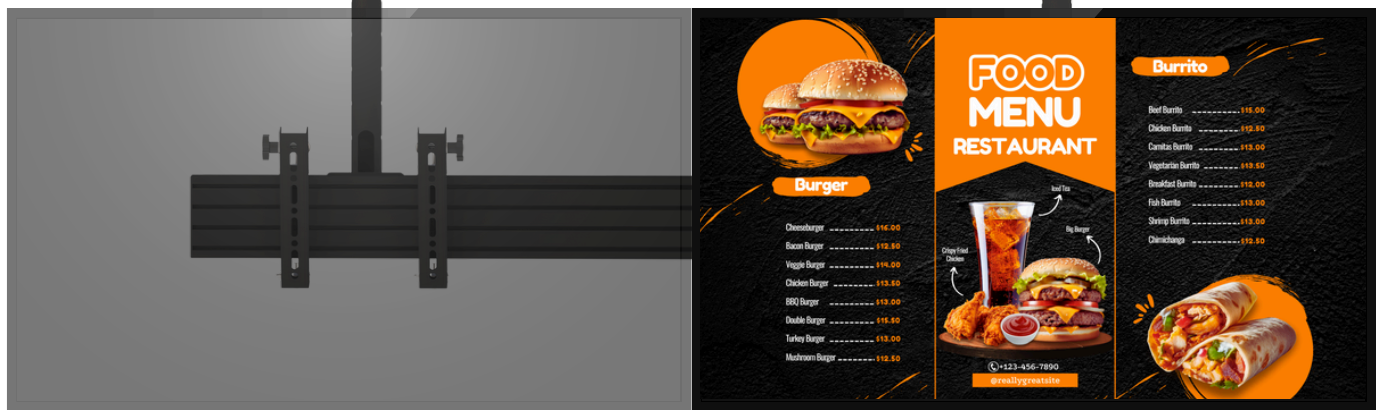 Burger
Cheeseburger $16.00
Bacon Burger $12.50
Veggie Burger $14.00
Chicken Burger $13.50
BBQ Burger $13.00
Double Burger $15.50
Turkey Burger $13.00
Mushroom Burger $12.50
FOOD
MENU
RESTAURANT
Iced Tea
Big Burger
Crispy Fried
Chicken
+123-456-7890
@reallygreatsite
Burrito
Beef Burrito $15.00
Chicken Burrito $12.50
Carnitas Burrito $13.00
Vegetarian Burrito $13.50
Breakfast Burrito $12.00
Fish Burrito $13.00
Shrimp Burrito $13.00
Chimichanga $12.50